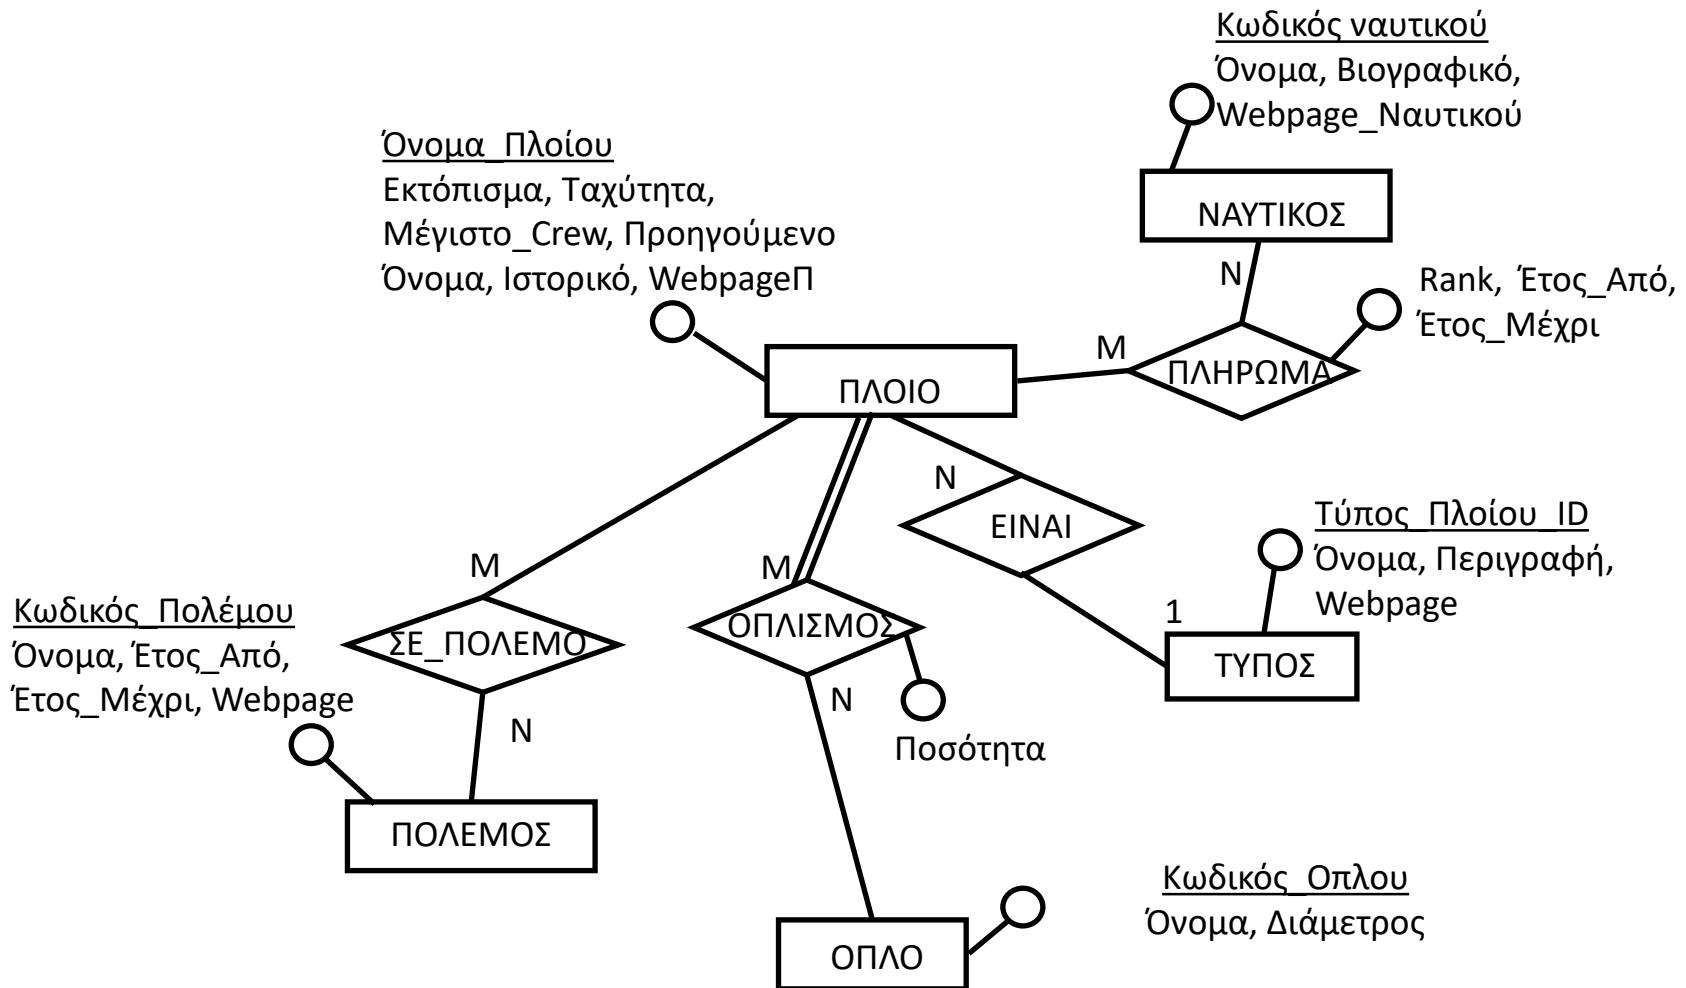 Κωδικός ναυτικού
Όνομα, Βιογραφικό,
Webpage_Ναυτικού
Όνομα_Πλοίου
Εκτόπισμα, Ταχύτητα,
Μέγιστο_Crew, Προηγούμενο
Όνομα, Ιστορικό, WebpageΠ
ΝΑΥΤΙΚΟΣ
N
Rank, Έτος_Από,
Έτος_Μέχρι
M
ΠΛΗΡΩΜΑ
ΠΛΟΙΟ
N
ΕΙΝΑΙ
Τύπος_Πλοίου_ID
Όνομα, Περιγραφή,
Webpage
1
ΤΥΠΟΣ
M
M
ΟΠΛΙΣΜΟΣ
ΣΕ_ΠΟΛΕΜΟ
Κωδικός_Πολέμου
Όνομα, Έτος_Από,
Έτος_Μέχρι, Webpage
N
N
Ποσότητα
ΠΟΛΕΜΟΣ
Κωδικός_Οπλου
Όνομα, Διάμετρος
ΟΠΛΟ